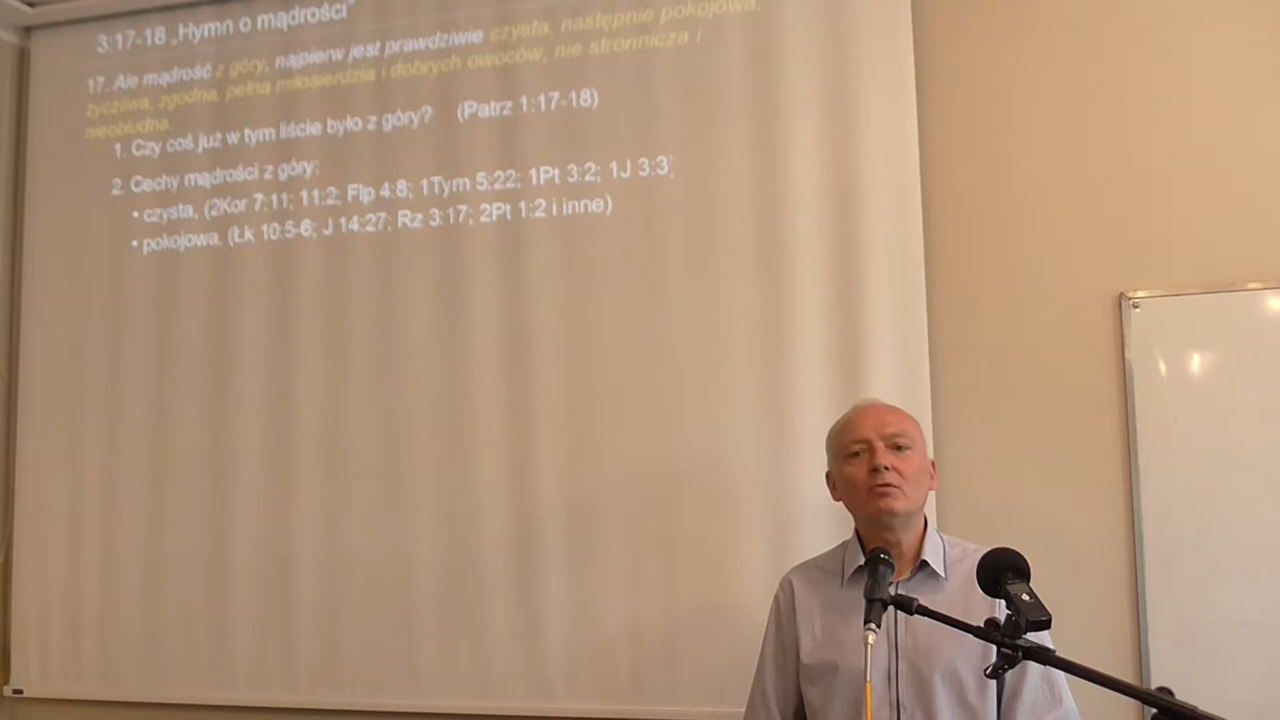 3:17-18 „Hymn o mądrości"
17. Ale mądrość z góry, najpierw jest prawdziwie czysta, następnie pokojowa,
życzliwa, zgodna, pełna miłosierdzia i dobrych owoców, nie stronnicza i
nieobłudna.
1. Czy coś już w tym liście było z góry? (Patrz 1:17-18)
2. Cechy mądrości z góry:
• czysta, (2Kor 7:11; 11:2; Flp 4:8; 1Tym 5:22; 1Pt 3:2; 1J 3:3;
• pokojowa, (Łk 10:5-6; J 14:27; Rz 3:17; 2Pt 1:2 i inne)